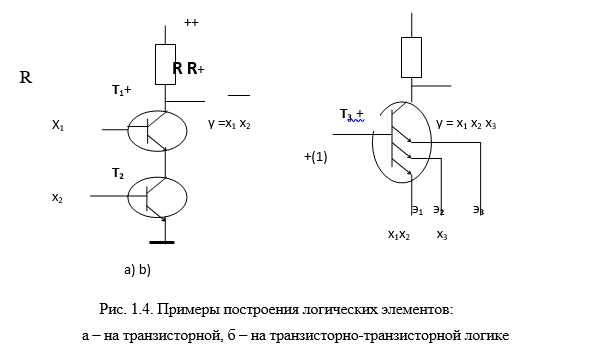 ++
R
R R+
T₁+
X₁
y =x₁ x₂
T₂
x₂
T₃ +
y = x₁ x₂ x₃
+(1)
Э₁ Э₂ Э₃
x₁x₂ x₃
a) b)
Рис. 1.4. Примеры построения логических элементов:
а – на транзисторной, б – на транзисторно-транзисторной логике